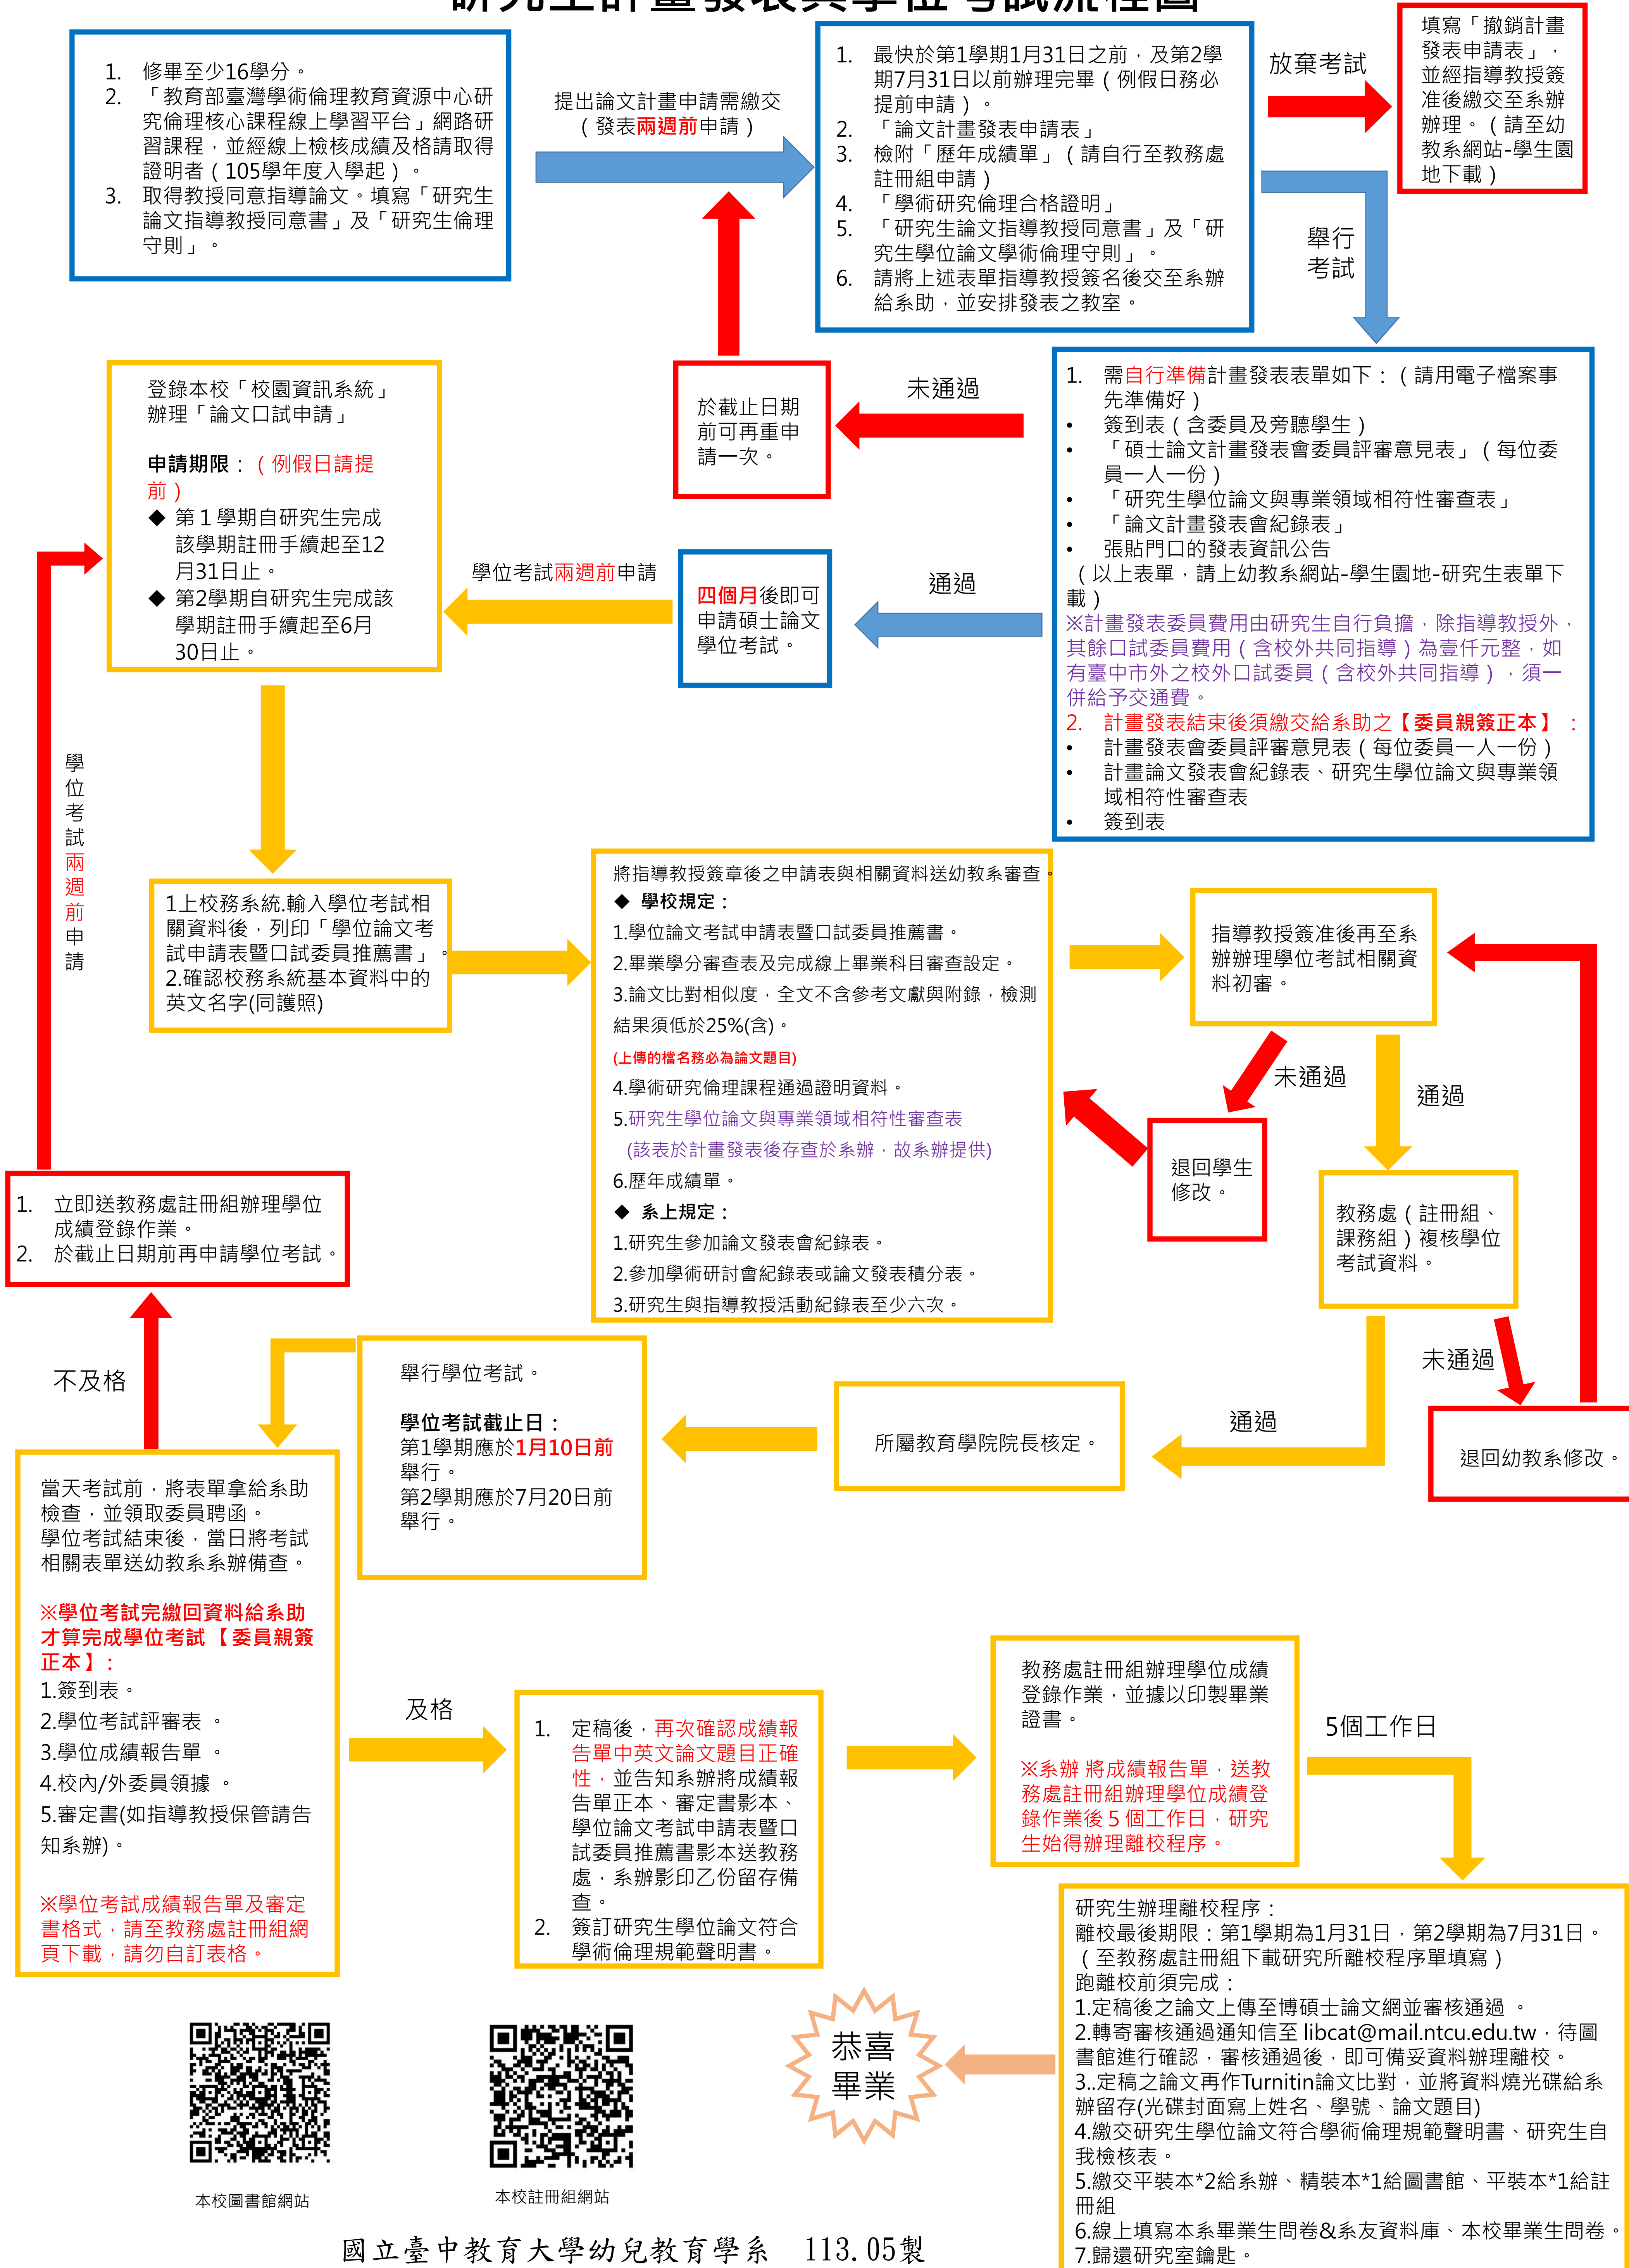 研究生計畫發表與學位考試流程圖
1. 修畢至少16學分。
2. 「教育部臺灣學術倫理教育資源中心研
究倫理核心課程線上學習平台」網路研
習課程，並經線上檢核成績及格請取得
證明者（105學年度入學起）。
3. 取得教授同意指導論文。填寫「研究生
論文指導教授同意書」及「研究生倫理
守則」。
提出論文計畫申請需繳交
（發表兩週前申請）
1. 最快於第1學期1月31日之前，及第2學
期7月31日以前辦理完畢（例假日務必
提前申請）。
2. 「論文計畫發表申請表」
3. 檢附「歷年成績單」（請自行至教務處
註冊組申請）
4. 「學術研究倫理合格證明」
5. 「研究生論文指導教授同意書」及「研
究生學位論文學術倫理守則」。
6. 請將上述表單指導教授簽名後交至系辦
給系助，並安排發表之教室。
放棄考試
填寫「撤銷計畫
發表申請表」，
並經指導教授簽
准後繳交至系辦
辦理。（請至幼
教系網站-學生園
地下載）
舉行
考試
1. 需自行準備計畫發表表單如下：（請用電子檔案事
先準備好）
• 簽到表（含委員及旁聽學生）
• 「碩士論文計畫發表會委員評審意見表」（每位委
員一人一份）
• 「研究生學位論文與專業領域相符性審查表」
• 「論文計畫發表會紀錄表」
• 張貼門口的發表資訊公告
（以上表單，請上幼教系網站-學生園地-研究生表單下
載）
※計畫發表委員費用由研究生自行負擔，除指導教授外，
其餘口試委員費用（含校外共同指導）為壹仟元整，如
有臺中市外之校外口試委員（含校外共同指導），須一
併給予交通費。
2. 計畫發表結束後須繳交給系助之【委員親簽正本】：
• 計畫發表會委員評審意見表（每位委員一人一份）
• 計畫論文發表會紀錄表、研究生學位論文與專業領
域相符性審查表
• 簽到表
未通過
於截止日期
前可再重申
請一次。
通過
四個月後即可
申請碩士論文
學位考試。
學位考試兩週前申請
登錄本校「校園資訊系統」
辦理「論文口試申請」
申請期限：（例假日請提
前）
◆ 第１學期自研究生完成
該學期註冊手續起至12
月31日止。
◆ 第2學期自研究生完成該
學期註冊手續起至6月
30日止。
學位考試兩週前申請
1上校務系統.輸入學位考試相
關資料後，列印「學位論文考
試申請表暨口試委員推薦書」。
2.確認校務系統基本資料中的
英文名字(同護照)
將指導教授簽章後之申請表與相關資料送幼教系審查。
◆ 學校規定：
1.學位論文考試申請表暨口試委員推薦書。
2.畢業學分審查表及完成線上畢業科目審查設定。
3.論文比對相似度，全文不含參考文獻與附錄，檢測
結果須低於25%(含)。
(上傳的檔名務必為論文題目)
4.學術研究倫理課程通過證明資料。
5.研究生學位論文與專業領域相符性審查表
(該表於計畫發表後存查於系辦，故系辦提供)
6.歷年成績單。
◆ 系上規定：
1.研究生參加論文發表會紀錄表。
2.參加學術研討會紀錄表或論文發表積分表。
3.研究生與指導教授活動紀錄表至少六次。
指導教授簽准後再至系
辦辦理學位考試相關資
料初審。
未通過
通過
退回學生
修改。
教務處（註冊組、
課務組）複核學位
考試資料。
未通過
通過
退回幼教系修改。
所屬教育學院院長核定。
舉行學位考試。
學位考試截止日：
第1學期應於1月10日前
舉行。
第2學期應於7月20日前
舉行。
1. 立即送教務處註冊組辦理學位
成績登錄作業。
2. 於截止日期前再申請學位考試。
不及格
當天考試前，將表單拿給系助
檢查，並領取委員聘函。
學位考試結束後，當日將考試
相關表單送幼教系系辦備查。
※學位考試完繳回資料給系助
才算完成學位考試【委員親簽
正本】：
1.簽到表。
2.學位考試評審表 。
3.學位成績報告單 。
4.校內/外委員領據 。
5.審定書(如指導教授保管請告
知系辦)。
※學位考試成績報告單及審定
書格式，請至教務處註冊組網
頁下載，請勿自訂表格。
及格
1. 定稿後，再次確認成績報
告單中英文論文題目正確
性，並告知系辦將成績報
告單正本、審定書影本、
學位論文考試申請表暨口
試委員推薦書影本送教務
處，系辦影印乙份留存備
查。
2. 簽訂研究生學位論文符合
學術倫理規範聲明書。
教務處註冊組辦理學位成績
登錄作業，並據以印製畢業
證書。
※系辦 將成績報告單，送教
務處註冊組辦理學位成績登
錄作業後５個工作日，研究
生始得辦理離校程序。
5個工作日
研究生辦理離校程序：
離校最後期限：第1學期為1月31日，第2學期為7月31日。
（至教務處註冊組下載研究所離校程序單填寫）
跑離校前須完成：
1.定稿後之論文上傳至博碩士論文網並審核通過 。
2.轉寄審核通過通知信至 libcat@mail.ntcu.edu.tw，待圖
書館進行確認，審核通過後，即可備妥資料辦理離校。
3..定稿之論文再作Turnitin論文比對，並將資料燒光碟給系
辦留存(光碟封面寫上姓名、學號、論文題目)
4.繳交研究生學位論文符合學術倫理規範聲明書、研究生自
我檢核表。
5.繳交平裝本*2給系辦、精裝本*1給圖書館、平裝本*1給註
冊組
6.線上填寫本系畢業生問卷&系友資料庫、本校畢業生問卷。
7.歸還研究室鑰匙。
恭喜
畢業
本校圖書館網站
本校註冊組網站
國立臺中教育大學幼兒教育學系 113.05製